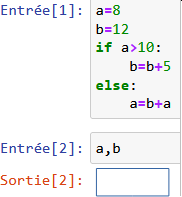 Entrée[1]: a=8
b=12
if a>10:
    b=b+5
else:
    a=b+a
Entrée[2]: a,b
Sortie[2]: